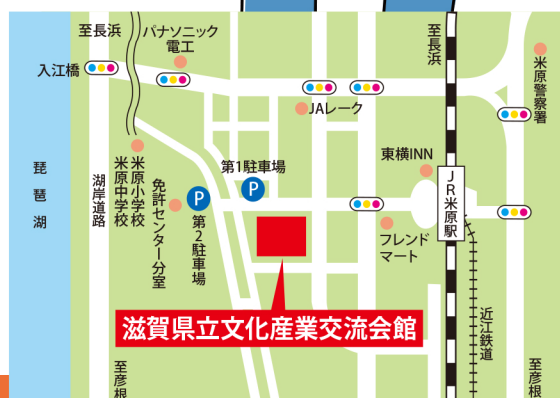 至長浜
パナソニック
電工
入江橋
至長浜
米原警察署
JAレーク
東横INN
第1駐車場
P
P
第2駐車場
琵琶湖
湖岸道路
米原小学校
米原中学校
免許センター分室
JR米原駅
フレンド
マート
滋賀県立文化産業交流会館
近江鉄道
至彦根
至彦根